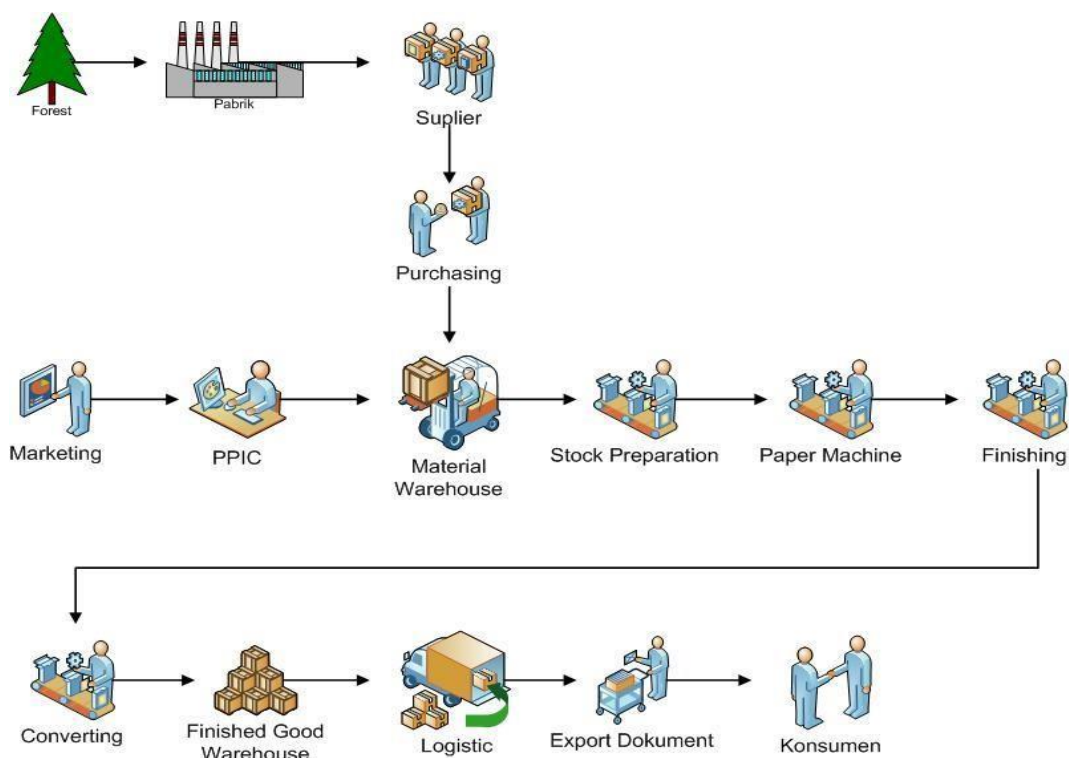 Forest
Pabrik
Suplier
Purchasing
Marketing
PPIC
Material
Warehouse
Stock Preparation
Paper Machine
Finishing
Converting
Finished Good
Warehouse
Logistic
Export Dokument
Konsumen